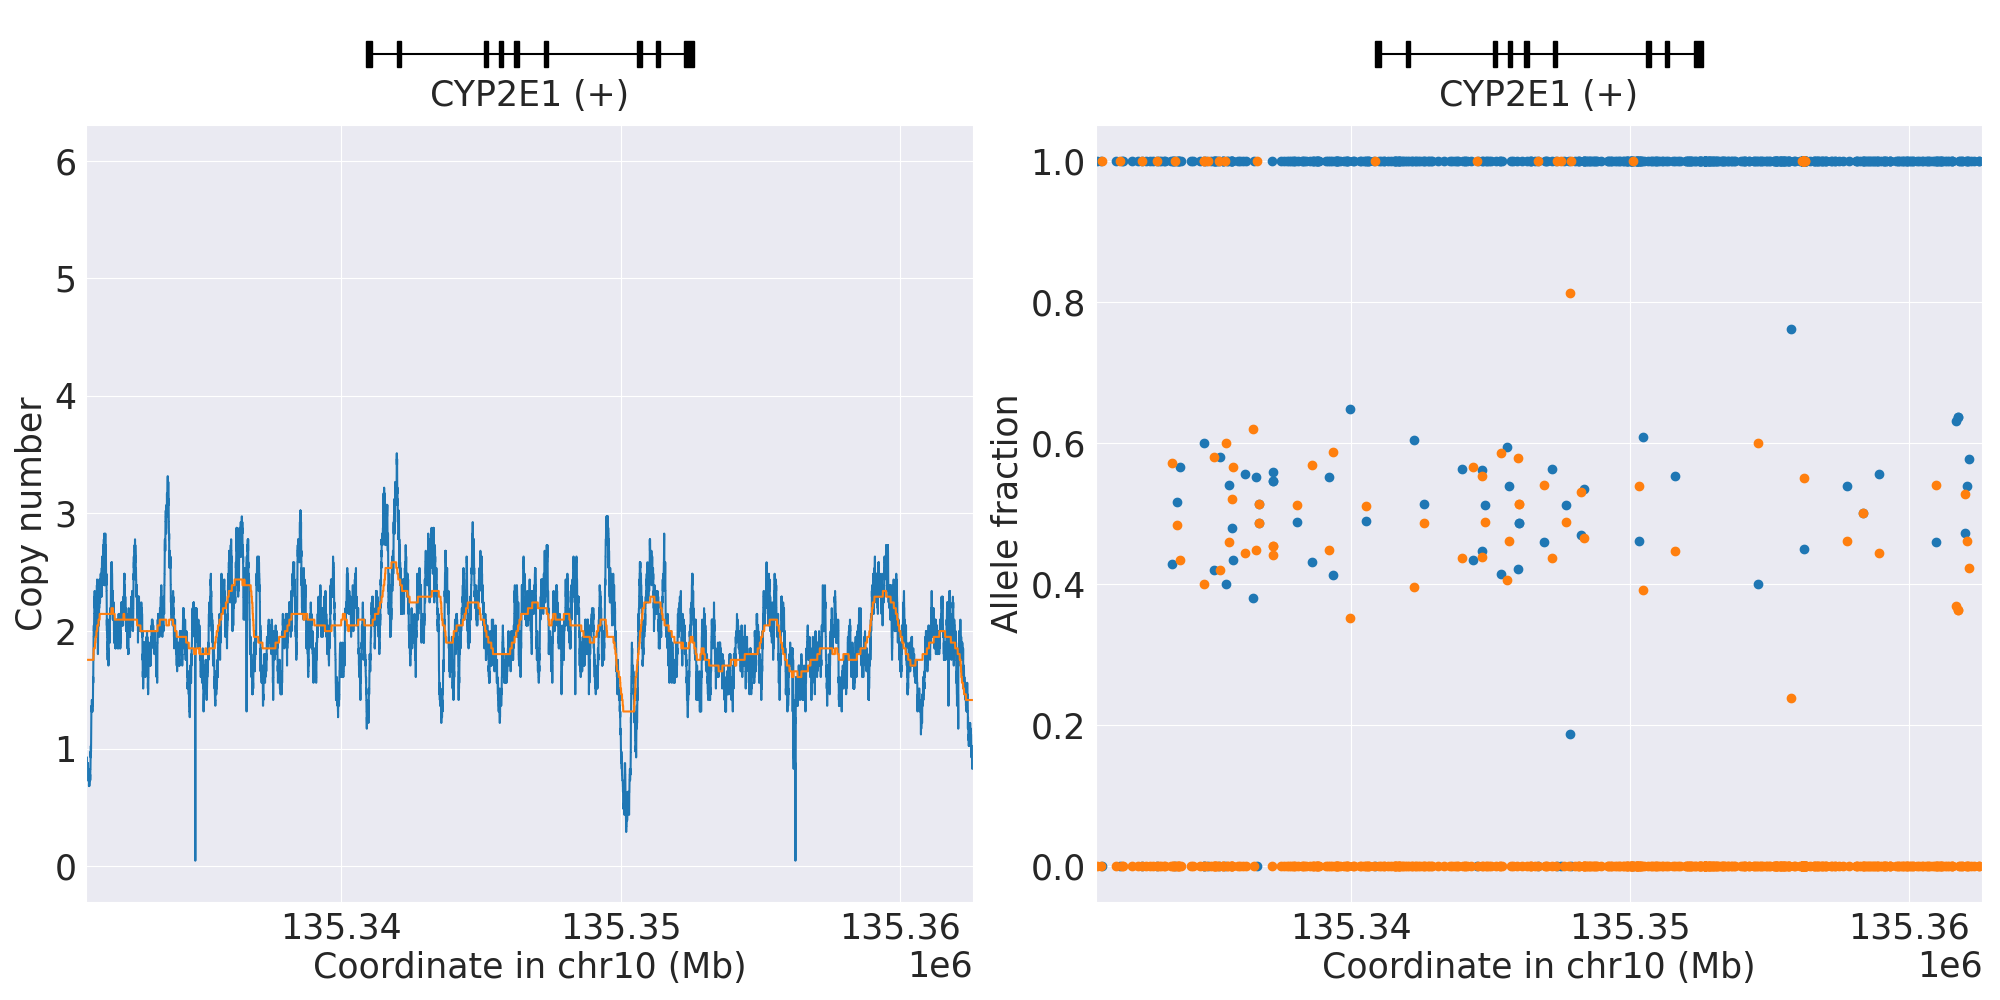 CYP2E1 (+)
6
5
4
3
2
1
0
Copy number
135.34 135.35 135.36
Coordinate in chr10 (Mb)
1e6
CYP2E1 (+)
1.0
0.8
0.6
0.4
0.2
0.0
Allele fraction
135.34 135.35 135.36
Coordinate in chr10 (Mb)
1e6